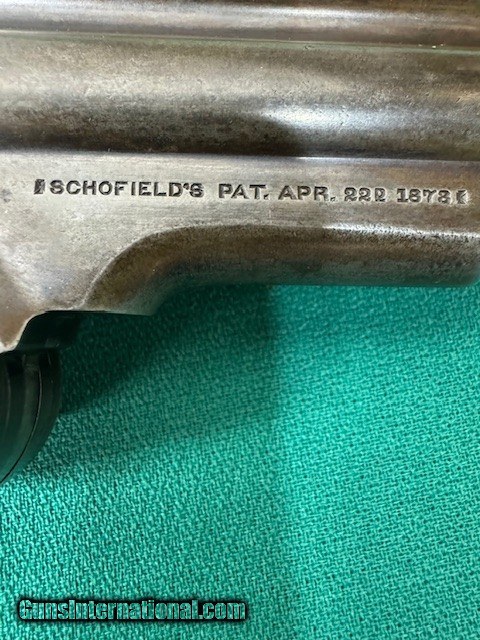 SCHOFIELD'S PAT. APR. 22D 1873
GunsInternational.com